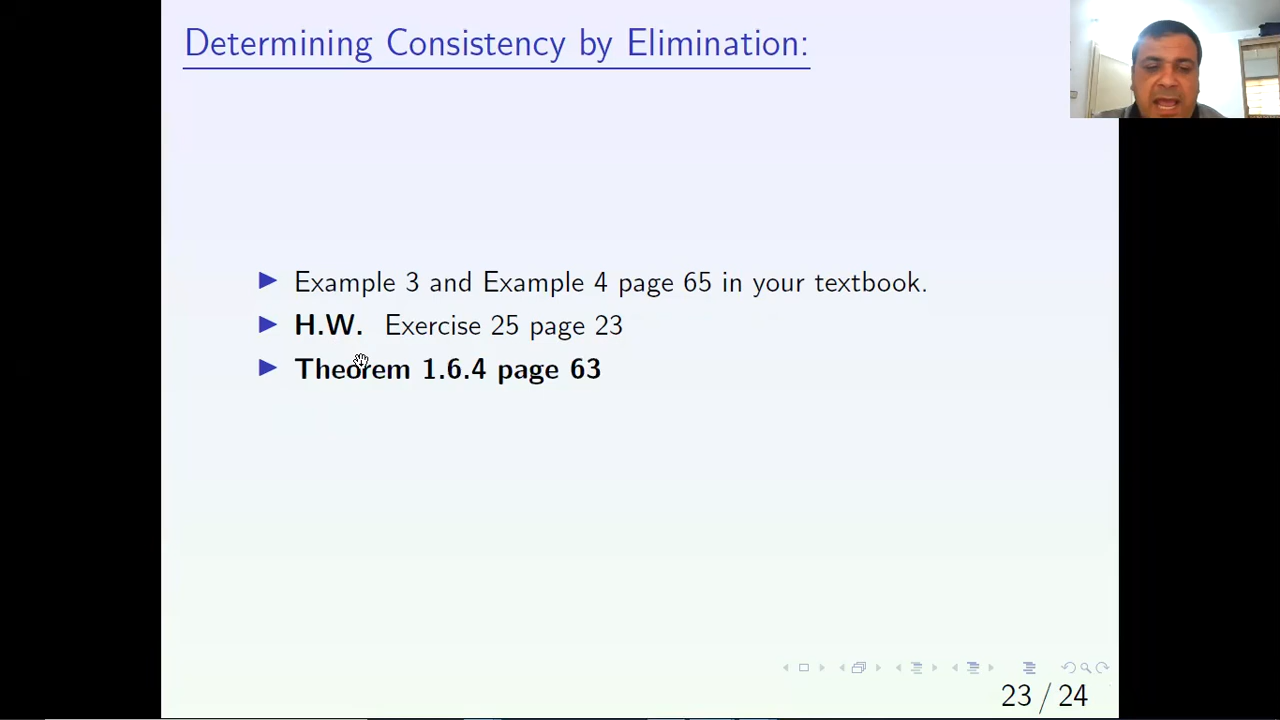 Determining Consistency by Elimination:
Example 3 and Example 4 page 65 in your textbook.
H.W. Exercise 25 page 23
Theorem 1.6.4 page 63
23 / 24